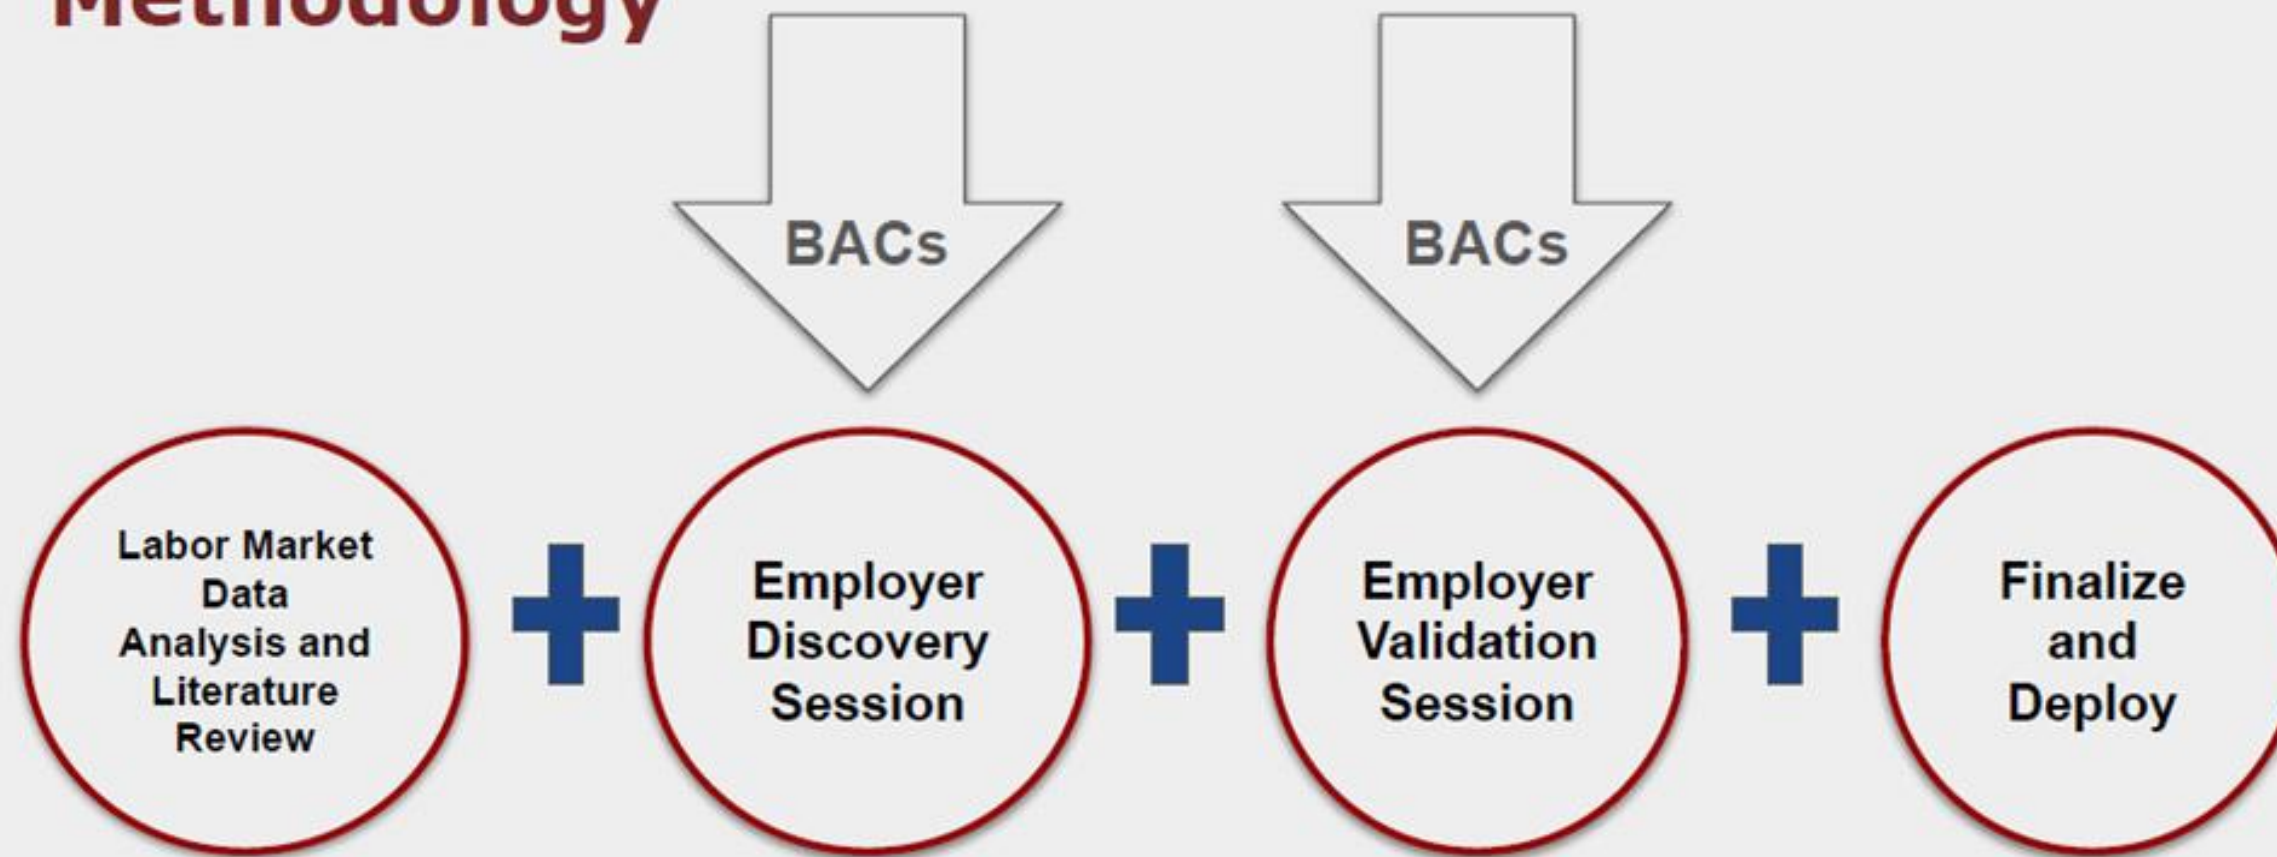 Methodology
BACs
BACs
Labor Market
Data
Analysis and
Literature
Review
Employer
Discovery
Session
Employer
Validation
Session
Finalize
and
Deploy